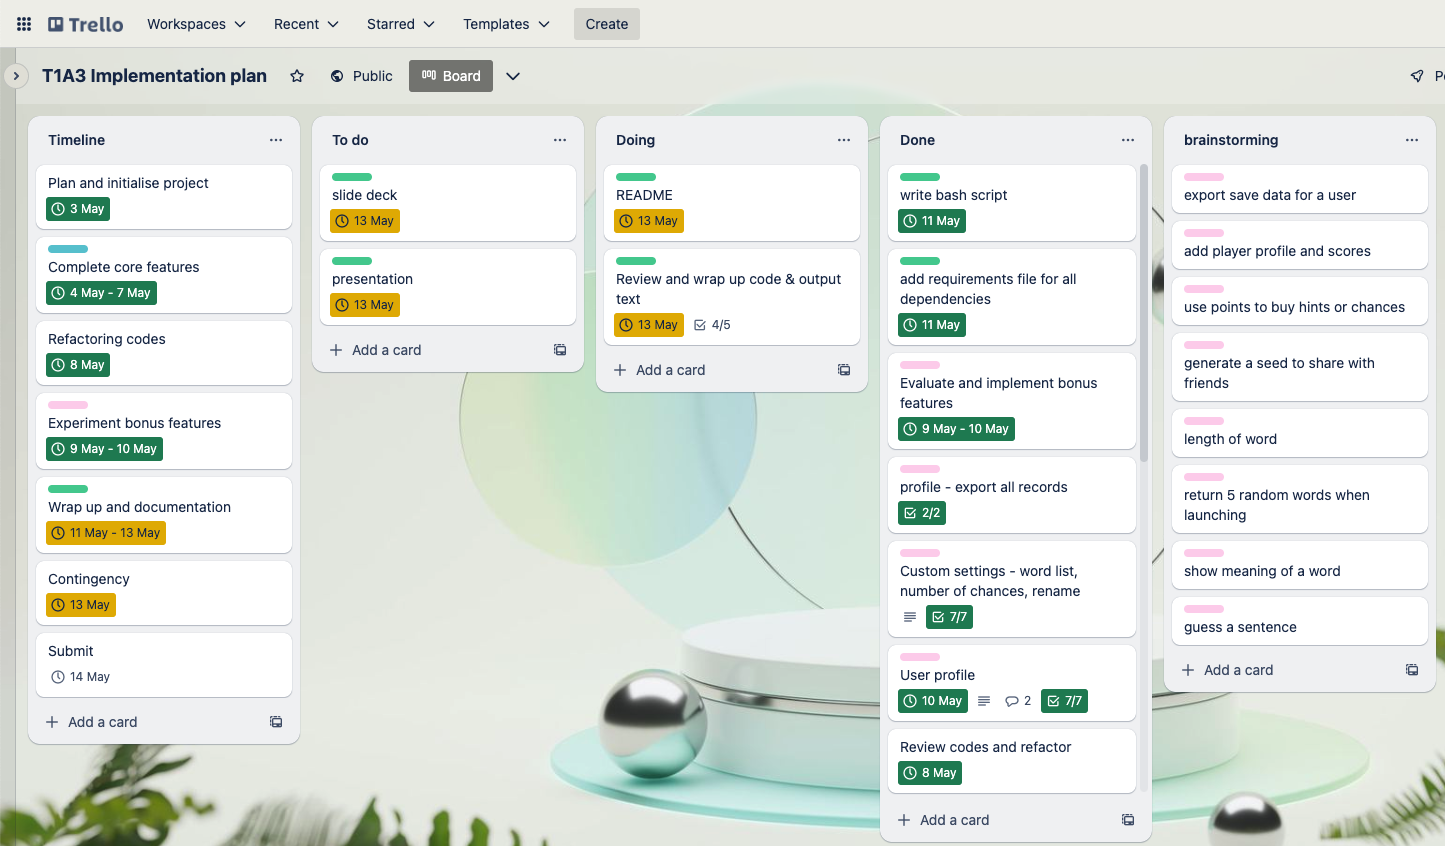 Trello
Workspaces
Recent
Starred
Templates
Create
T1A3 Implementation plan
Public
Board
Timeline
Plan and initialise project
3 May
Complete core features
4 May - 7 May
Refactoring codes
8 May
Experiment bonus features
9 May - 10 May
Wrap up and documentation
11 May - 13 May
Contingency
13 May
Submit
14 May
Add a card
To do
slide deck
13 May
presentation
13 May
Add a card
Doing
README
13 May
Review and wrap up code & output
text
13 May 4/5
Add a card
Done
write bash script
11 May
add requirements file for all
dependencies
11 May
Evaluate and implement bonus
features
9 May - 10 May
profile - export all records
2/2
Custom settings - word list,
number of chances, rename
7/7
User profile
10 May 2 7/7
Review codes and refactor
8 May
Add a card
brainstorming
export save data for a user
add player profile and scores
use points to buy hints or chances
generate a seed to share with
friends
length of word
return 5 random words when
launching
show meaning of a word
guess a sentence
Add a card